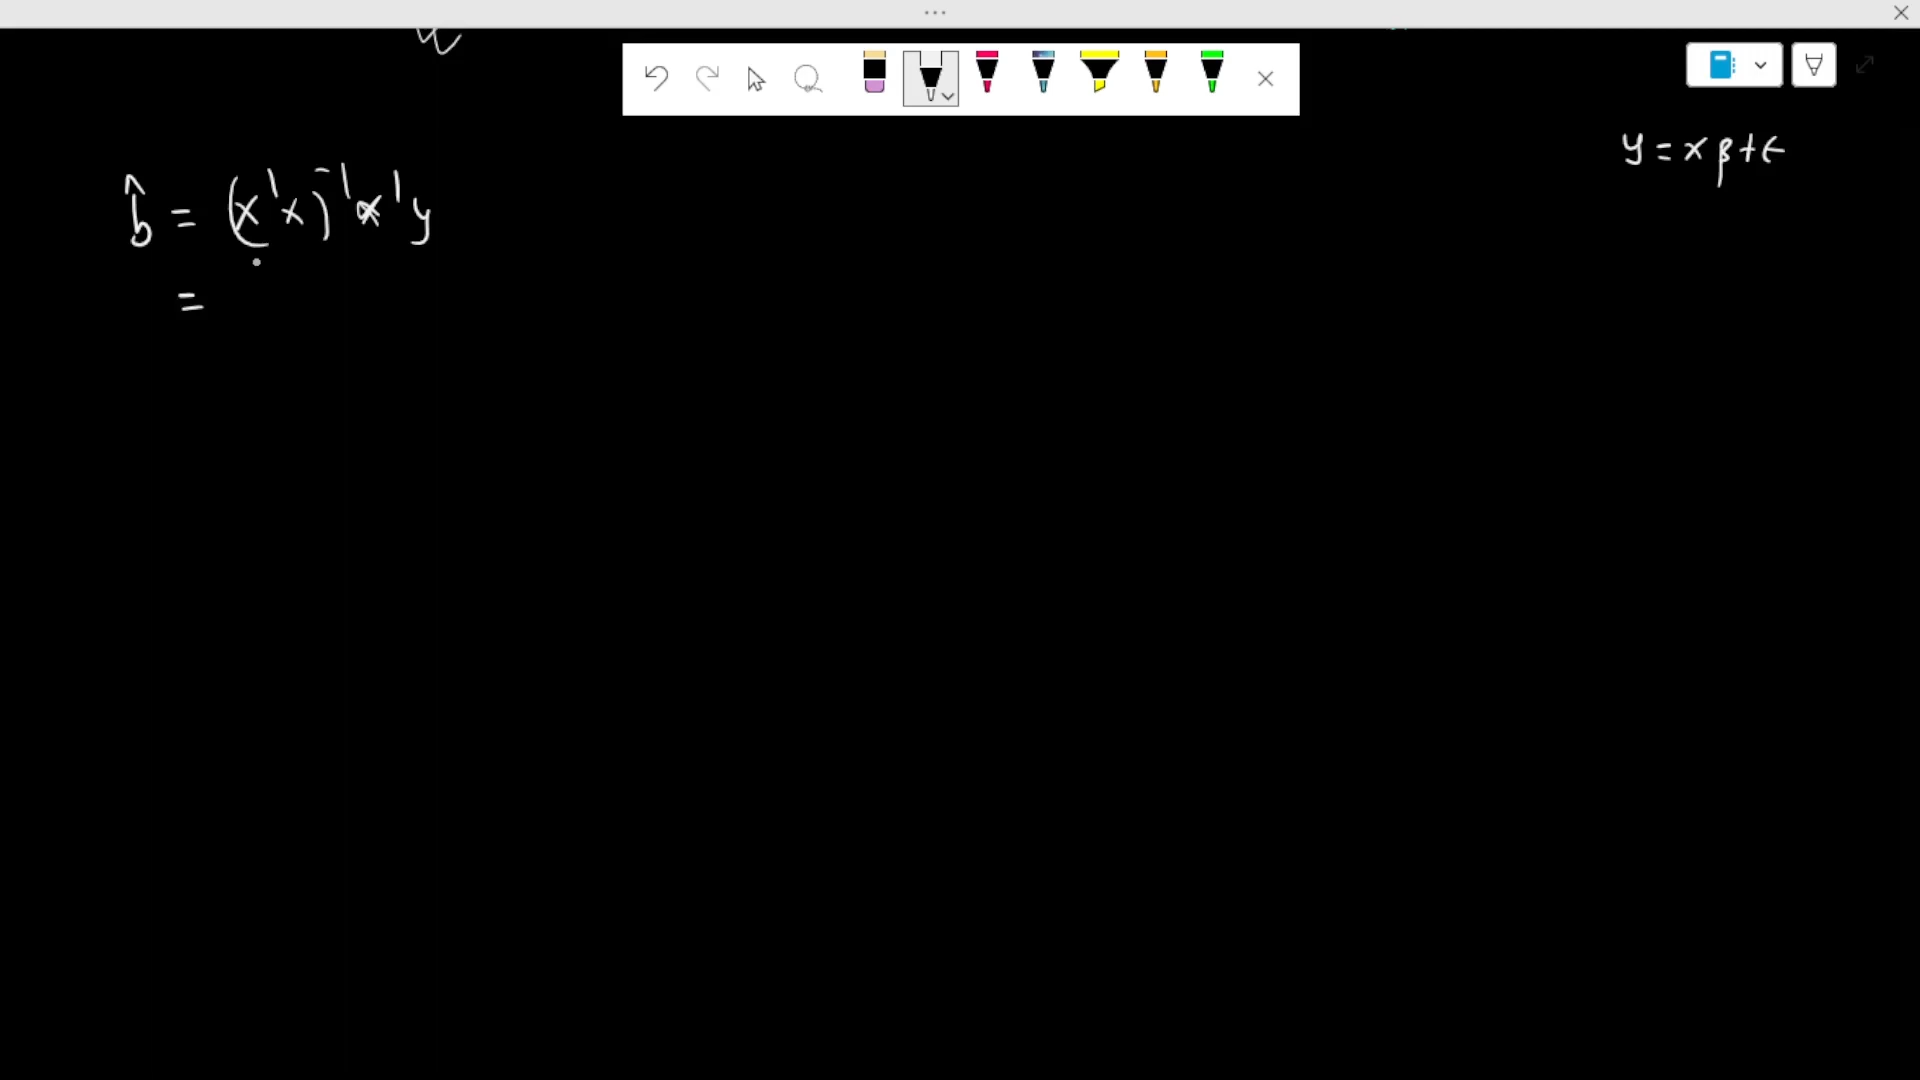 y = xβ + ϵ
b̂ = (x'x)⁻¹x'y
=